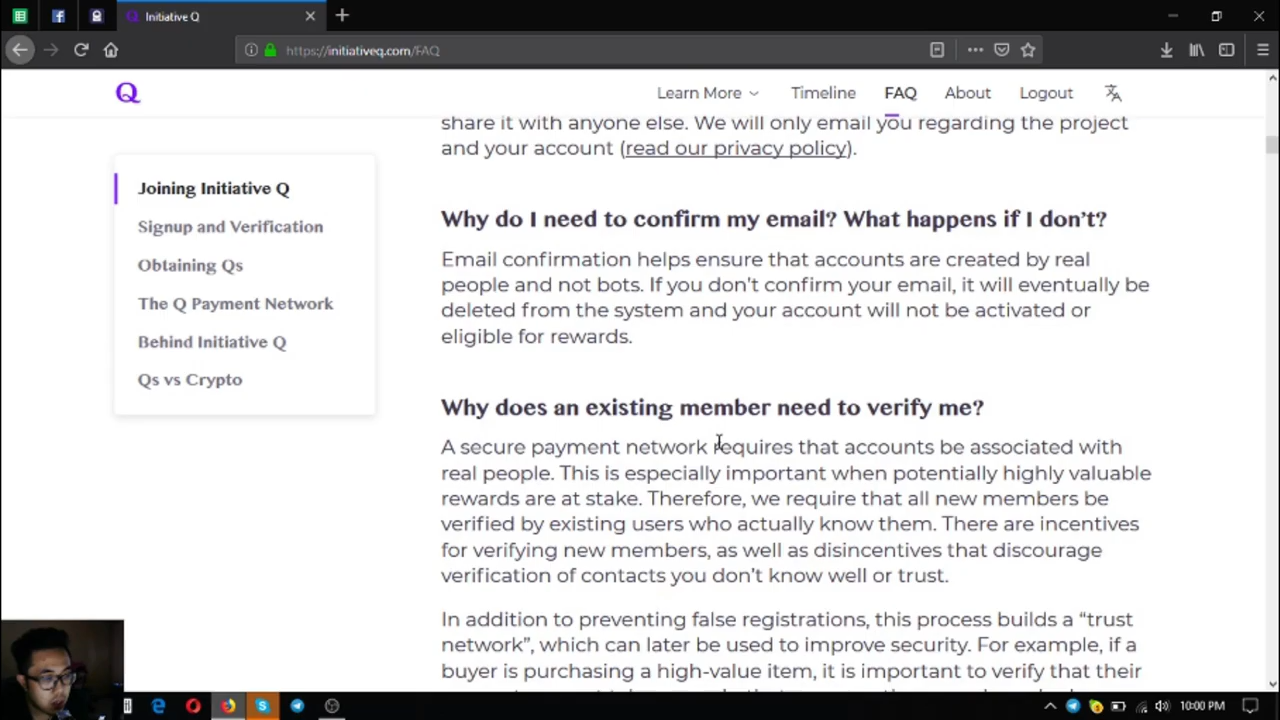 Initiative Q
https://initiativeq.com/FAQ
Q
Learn More
Timeline
FAQ
About
Logout
share it with anyone else. We will only email you regarding the project
and your account (read our privacy policy).
Joining Initiative Q
Signup and Verification
Obtaining Qs
The Q Payment Network
Behind Initiative Q
Qs vs Crypto
Why do I need to confirm my email? What happens if I don’t?
Email confirmation helps ensure that accounts are created by real
people and not bots. If you don’t confirm your email, it will eventually be
deleted from the system and your account will not be activated or
eligible for rewards.
Why does an existing member need to verify me?
A secure payment network requires that accounts be associated with
real people. This is especially important when potentially highly valuable
rewards are at stake. Therefore, we require that all new members be
verified by existing users who actually know them. There are incentives
for verifying new members, as well as disincentives that discourage
verification of contacts you don’t know well or trust.
In addition to preventing false registrations, this process builds a “trust
network”, which can later be used to improve security. For example, if a
buyer is purchasing a high-value item, it is important to verify that their
10:00 PM